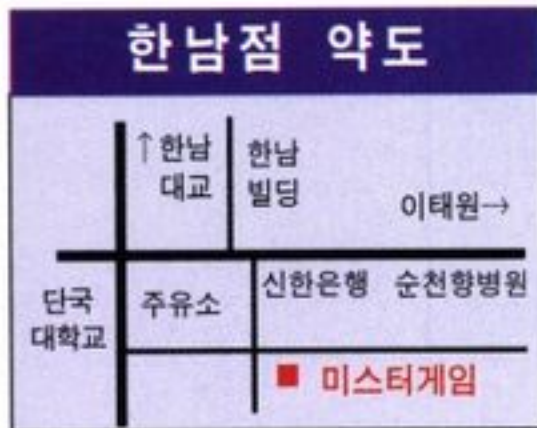 한남점 약도
↑한남
대교
한남
빌딩
이태원→
단국
대학교
주유소
신한은행
순천향병원
■ 미스터게임